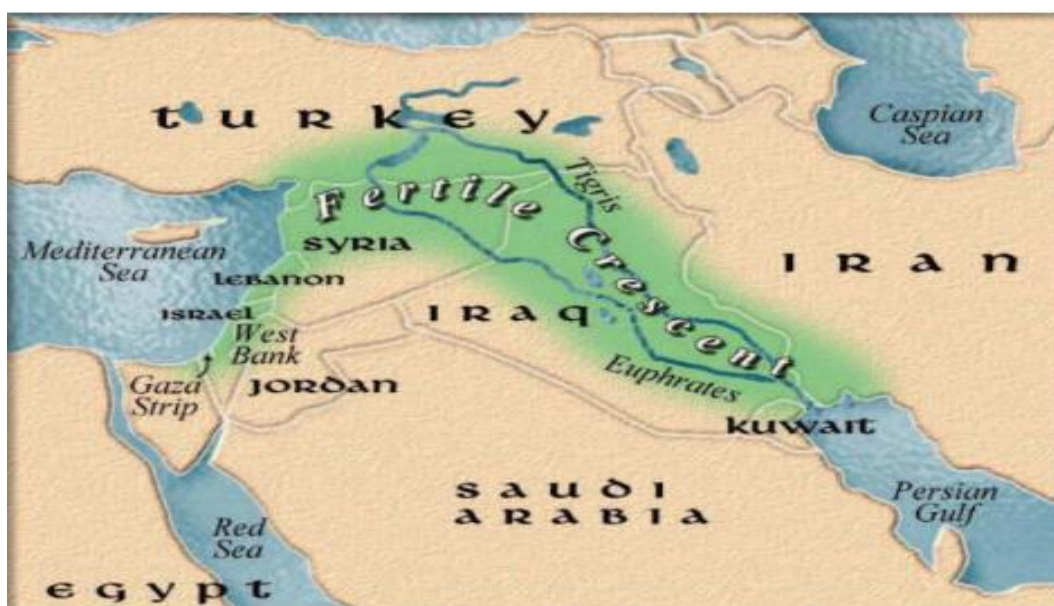 TURKEY
Caspian
Sea
Tigris
Fertile Crescent
SYRIA
Mediterranean
Sea
LEBANON
IRAN
ISRAEL
IRAQ
West
Bank
Gaza
Strip
JORDAN
Euphrates
KUWAIT
SAUDI
ARABIA
Persian
Gulf
Red
Sea
EGYPT